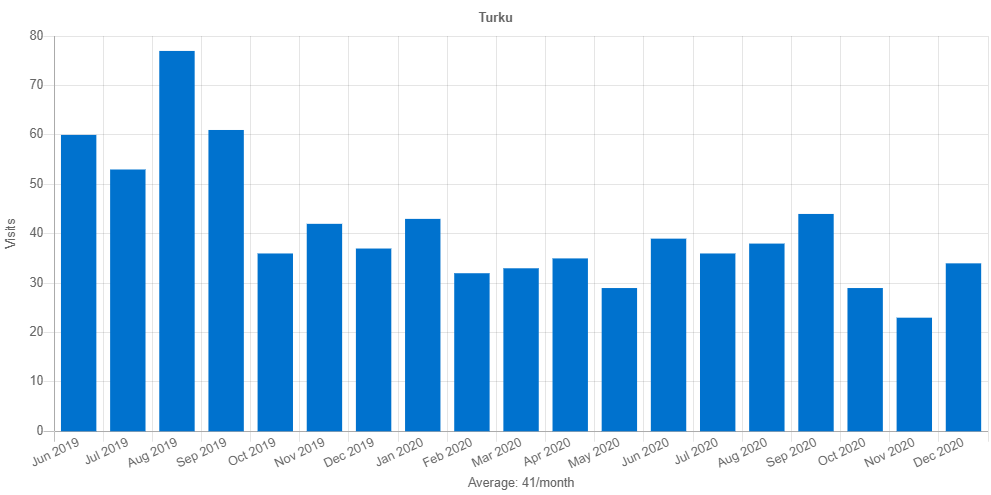 Turku
80
70
60
50
40
30
20
10
0
Visits
Jun 2019
Jul 2019
Aug 2019
Sep 2019
Oct 2019
Nov 2019
Dec 2019
Jan 2020
Feb 2020
Mar 2020
Apr 2020
May 2020
Jun 2020
Jul 2020
Aug 2020
Sep 2020
Oct 2020
Nov 2020
Dec 2020
Average: 41/month